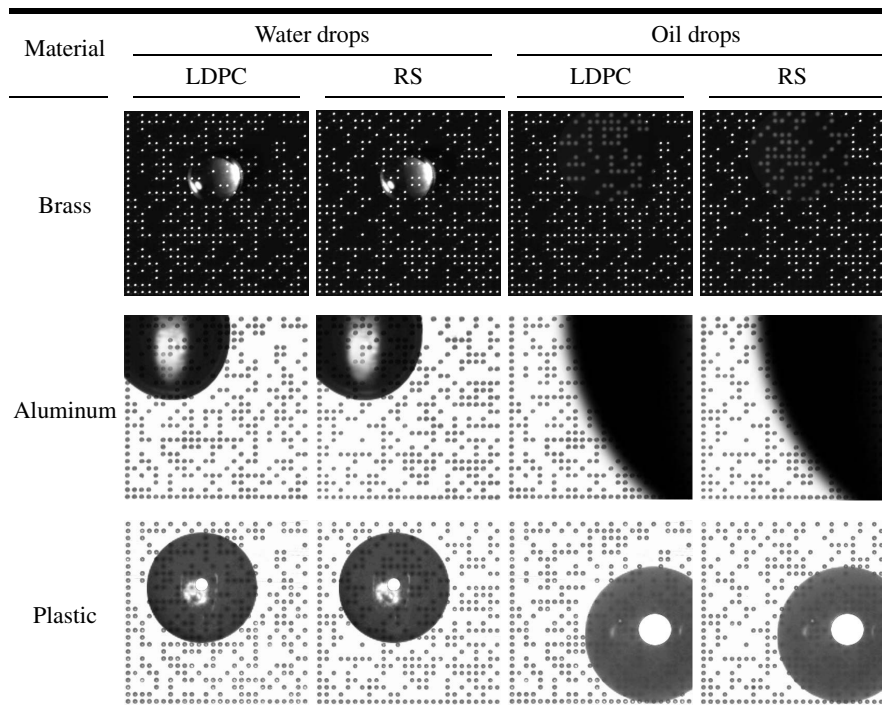 Material Water drops Oil drops
LDPC RS LDPC RS
Brass
Aluminum
Plastic